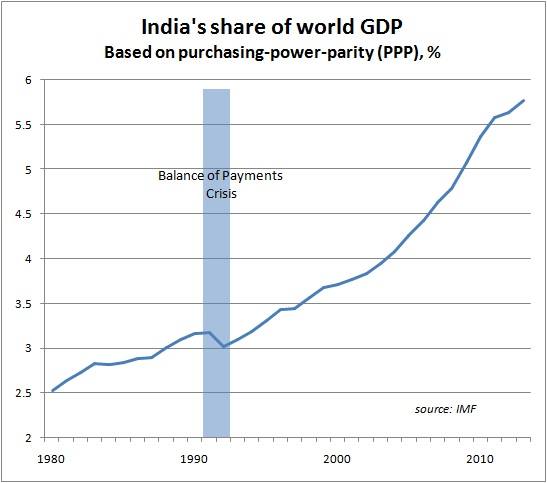 India's share of world GDP
Based on purchasing-power-parity (PPP), %
6
5.5
5
Balance of Payments
Crisis
4.5
4
3.5
3
2.5
source: IMF
2
1980 1990 2000 2010